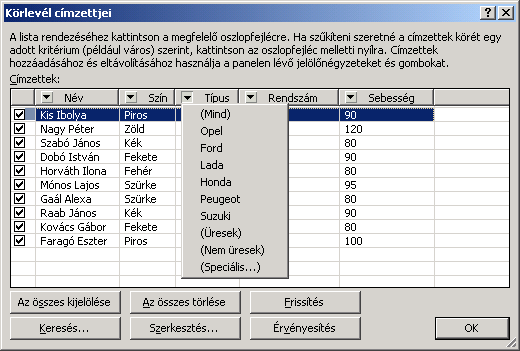 Körlevél címzettjei
A lista rendezéséhez kattintson a megfelelő oszlopfejlécre. Ha szűkíteni szeretné a címzettek körét egy
adott kritérium (például város) szerint, kattintson az oszlopfejléc melletti nyílra. Címzettek
hozzáadásához és eltávolításához használja a panelen lévő jelölőnégyzeteket és gombokat.
Címzettek:
Név Szín Típus Rendszám Sebesség
Kis Ibolya Piros 90
Nagy Péter Zöld 120
Szabó János Kék 80
Dobó István Fekete 90
Horváth Ilona Fehér 80
Mónos Lajos Szürke 95
Gaál Alexa Szürke 80
Raab János Kék 90
Kovács Gábor Fekete 80
Faragó Eszter Piros 100
(Mind)
Opel
Ford
Lada
Honda
Peugeot
Suzuki
(Üresek)
(Nem üresek)
(Speciális...)
Az összes kijelölése Az összes törlése Frissítés
Keresés... Szerkesztés... Érvényesítés OK